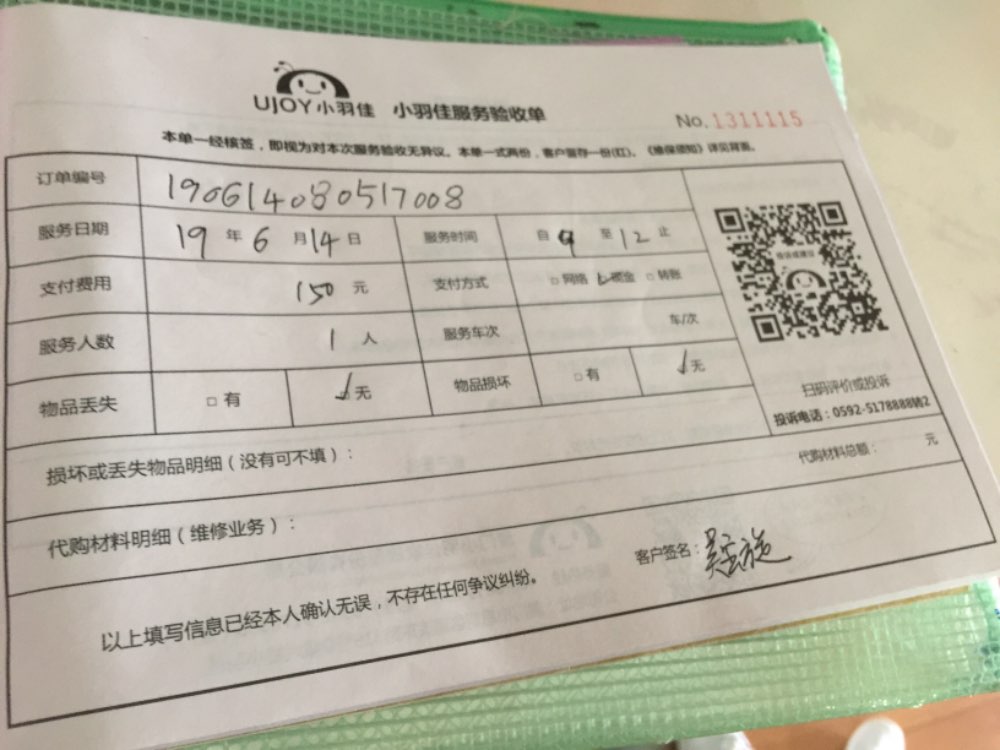 UJOY小羽佳 小羽佳服务验收单 No.1311115
本单一经核签，即视为对本次服务验收无异议。本单一式两份，客户留存一份(红)。《维保须知》详见背面。
订单编号 190614080517008
服务日期 19 年 6 月 14 日 服务时间 自 9 至 12 止
支付费用 150 元 支付方式 □网络 □现金 □转账
服务人数 1 人 服务车次 车/次
物品丢失 □有 √无 物品损坏 □有 √无
扫码评价或投诉
投诉电话：0592-5178888转2
损坏或丢失物品明细（没有可不填）：
代购材料总额： 元
代购材料明细（维修业务）：
客户签名：
以上填写信息已经本人确认无误，不存在任何争议纠纷。